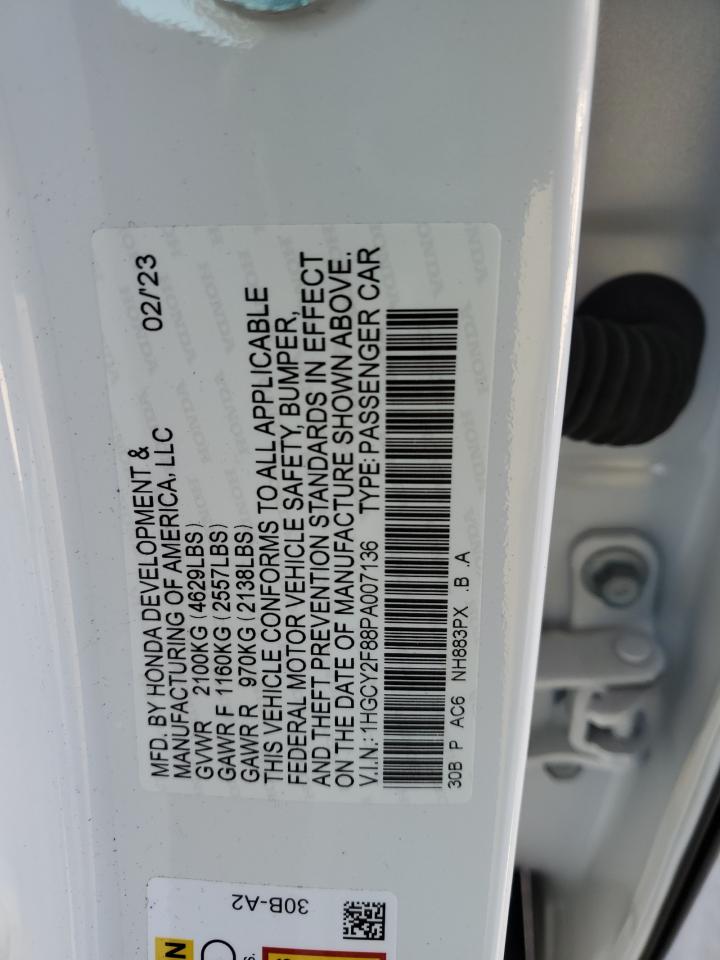 MFD. BY HONDA DEVELOPMENT & 02/'23
MANUFACTURING OF AMERICA, LLC
GVWR 2100KG (4629LBS)
GAWR F 1160KG (2557LBS)
GAWR R 970KG (2138LBS)
THIS VEHICLE CONFORMS TO ALL APPLICABLE
FEDERAL MOTOR VEHICLE SAFETY, BUMPER,
AND THEFT PREVENTION STANDARDS IN EFFECT
ON THE DATE OF MANUFACTURE SHOWN ABOVE.
V.I.N.: 1HGCY2F88PA007136 TYPE: PASSENGER CAR
30B P AC6 NH883PX .B .A
30B-A2